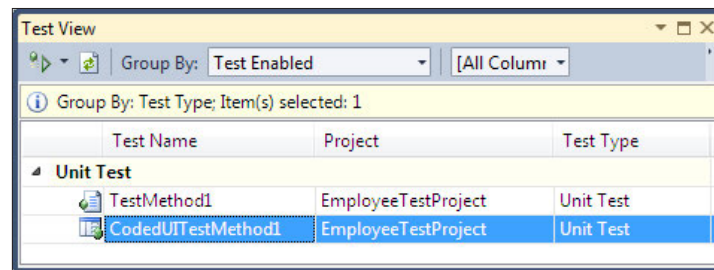 Test View
Group By: Test Enabled [All Colum
Group By: Test Type; Item(s) selected: 1
Test Name Project Test Type
Unit Test
TestMethod1 EmployeeTestProject Unit Test
CodedUITestMethod1 EmployeeTestProject Unit Test